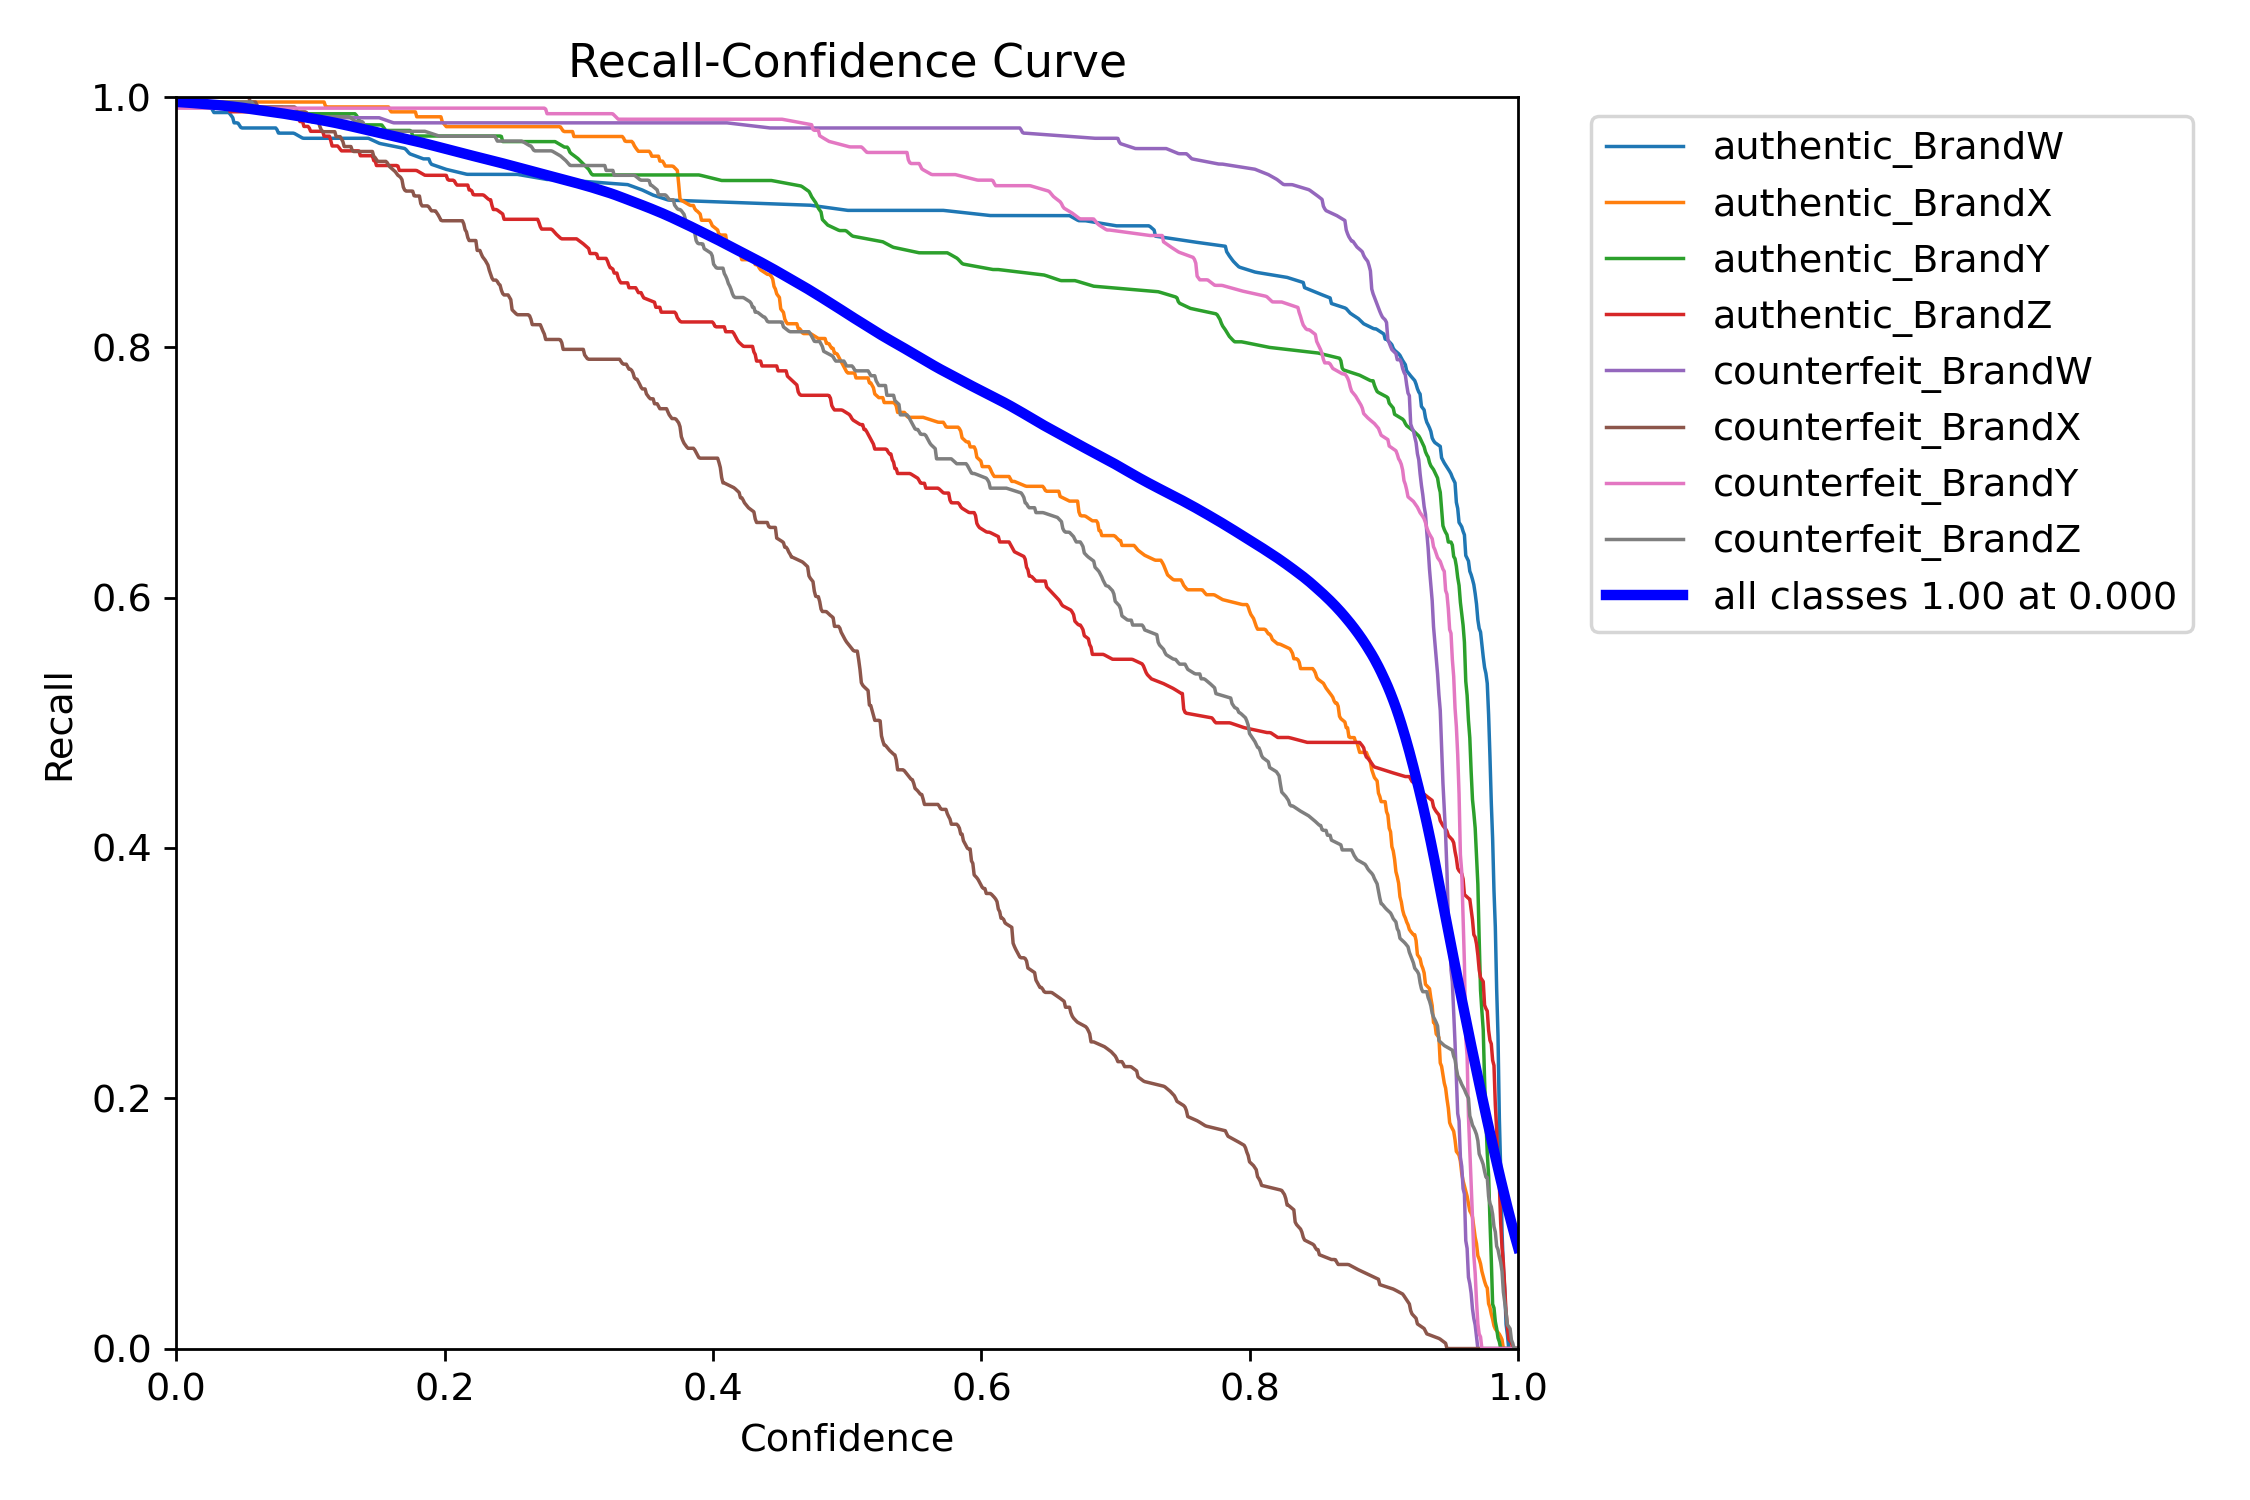 Recall-Confidence Curve
1.0
0.8
0.6
0.4
0.2
0.0
Recall
0.0 0.2 0.4 0.6 0.8 1.0
Confidence
authentic_BrandW
authentic_BrandX
authentic_BrandY
authentic_BrandZ
counterfeit_BrandW
counterfeit_BrandX
counterfeit_BrandY
counterfeit_BrandZ
all classes 1.00 at 0.000